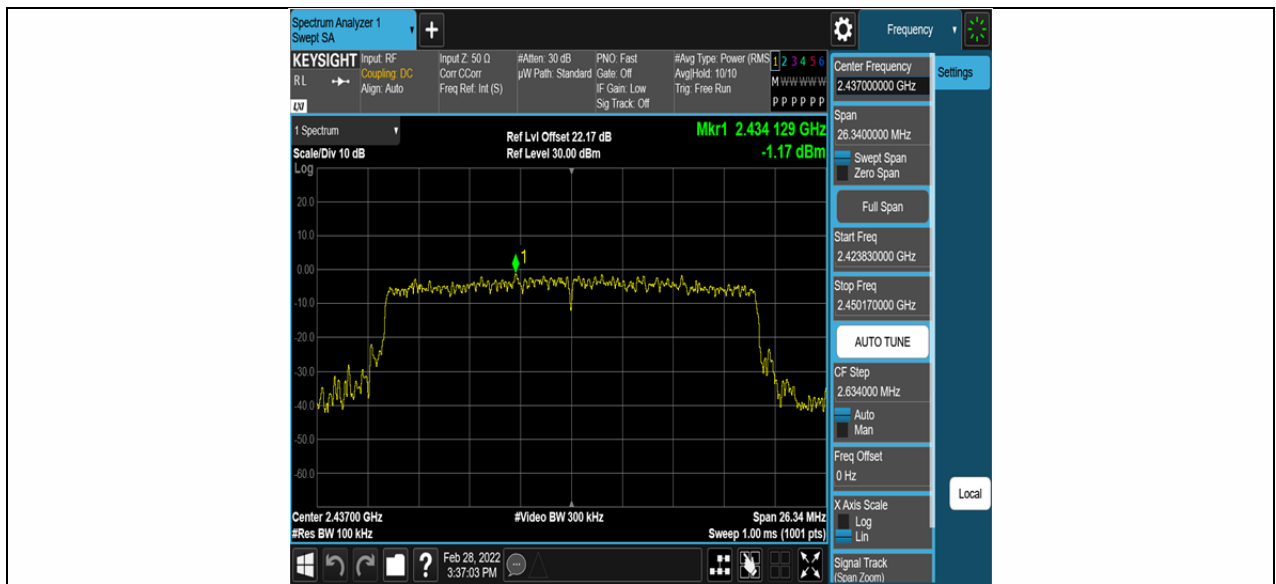 Spectrum Analyzer 1
Swept SA
+
Frequency
KEYSIGHT
RL
LXI
Input: RF
Coupling: DC
Align: Auto
Input Z: 50 Ω
Corr CCorr
Freq Ref: Int (S)
#Atten: 30 dB
µW Path: Standard
PNO: Fast
Gate: Off
IF Gain: Low
Sig Track: Off
#Avg Type: Power (RMS
Avg|Hold: 10/10
Trig: Free Run
1 2 3 4 5 6
M W W W W W
P P P P P P
1 Spectrum
Scale/Div 10 dB
Ref Lvl Offset 22.17 dB
Ref Level 30.00 dBm
Mkr1 2.434 129 GHz
-1.17 dBm
Log
20.0
10.0
0.00
-10.0
-20.0
-30.0
-40.0
-50.0
-60.0
1
Center 2.43700 GHz
#Res BW 100 kHz
#Video BW 300 kHz
Span 26.34 MHz
Sweep 1.00 ms (1001 pts)
?
Feb 28, 2022
3:37:03 PM
Center Frequency
2.437000000 GHz
Span
26.3400000 MHz
Swept Span
Zero Span
Full Span
Start Freq
2.423830000 GHz
Stop Freq
2.450170000 GHz
AUTO TUNE
CF Step
2.634000 MHz
Auto
Man
Freq Offset
0 Hz
X Axis Scale
Log
Lin
Signal Track
(Span Zoom)
Settings
Local